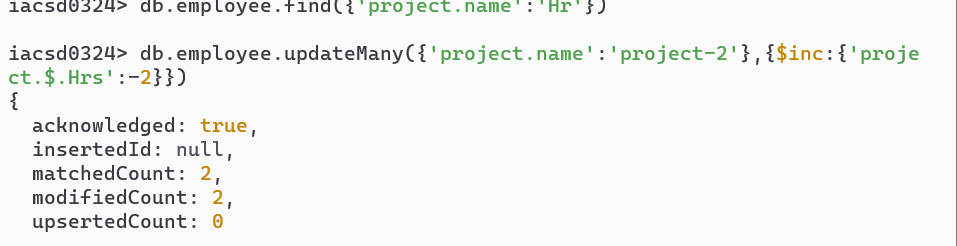 iacsd0324> db.employee.find({'project.name':'Hr'})
iacsd0324> db.employee.updateMany({'project.name':'project-2'},{$inc:{'proje
ct.$.Hrs':-2}})
{
  acknowledged: true,
  insertedId: null,
  matchedCount: 2,
  modifiedCount: 2,
  upsertedCount: 0